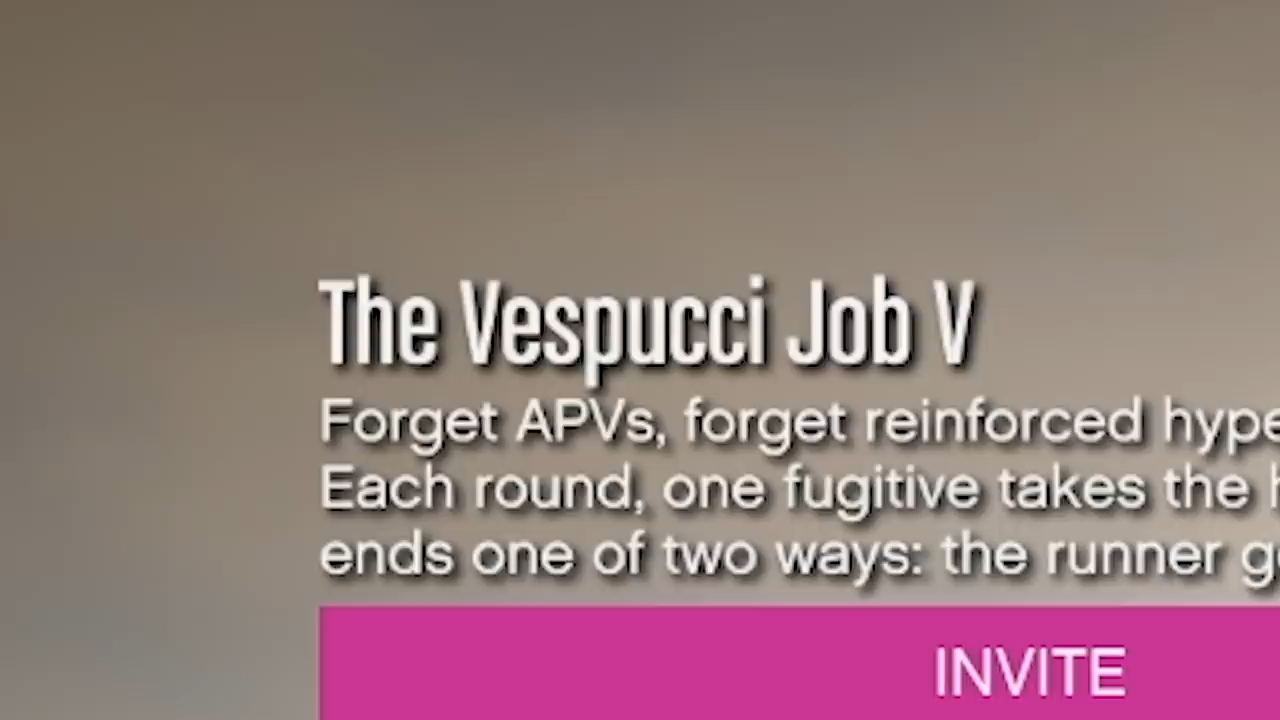 The Vespucci Job V
Forget APVs, forget reinforced
Each round, one fugitive takes the
ends one of two ways: the runner
INVITE